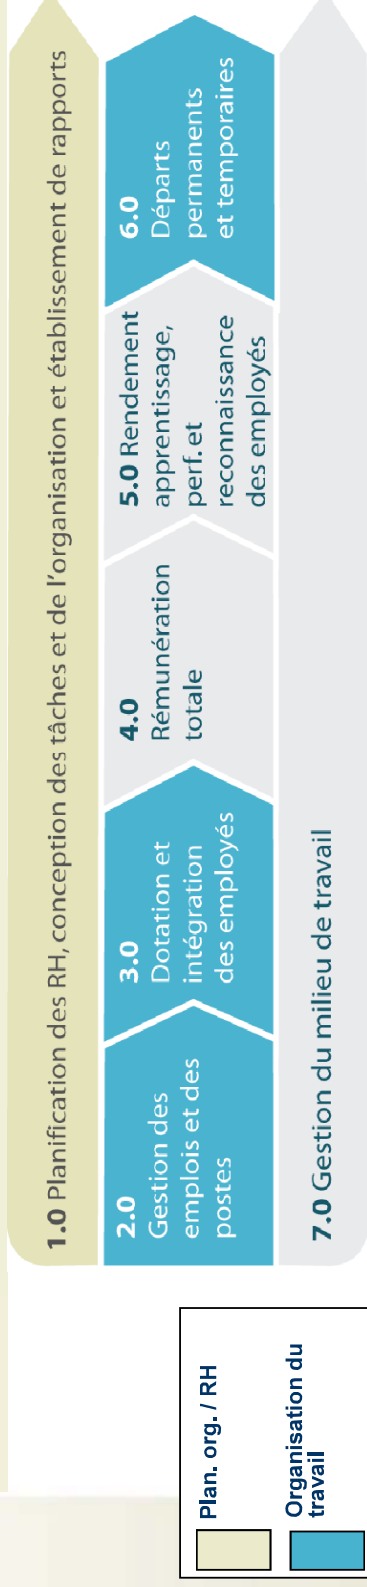 1.0 Planification des RH, conception des tâches et de l’organisation et établissement de rapports
2.0
Gestion des
emplois et des
postes
3.0
Dotation et
intégration
des employés
4.0
Rémunération
totale
5.0 Rendement
apprentissage,
perf. et
reconnaissance
des employés
6.0
Départs
permanents
et temporaires
7.0 Gestion du milieu de travail
Plan. org. / RH
Organisation du
travail